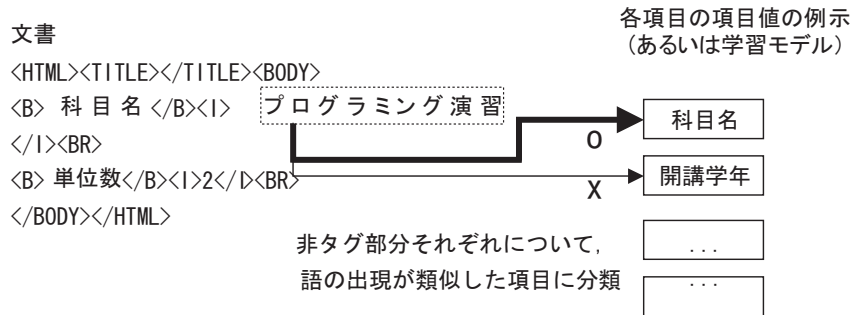 文書
<HTML><TITLE></TITLE><BODY>
<B> 科目名 </B><I> プログラミング演習
</I><BR>
<B> 単位数</B><I>2</I><BR>
</BODY></HTML>
各項目の項目値の例示
(あるいは学習モデル)
科目名
O
開講学年
X
...
...
非タグ部分それぞれについて,
語の出現が類似した項目に分類